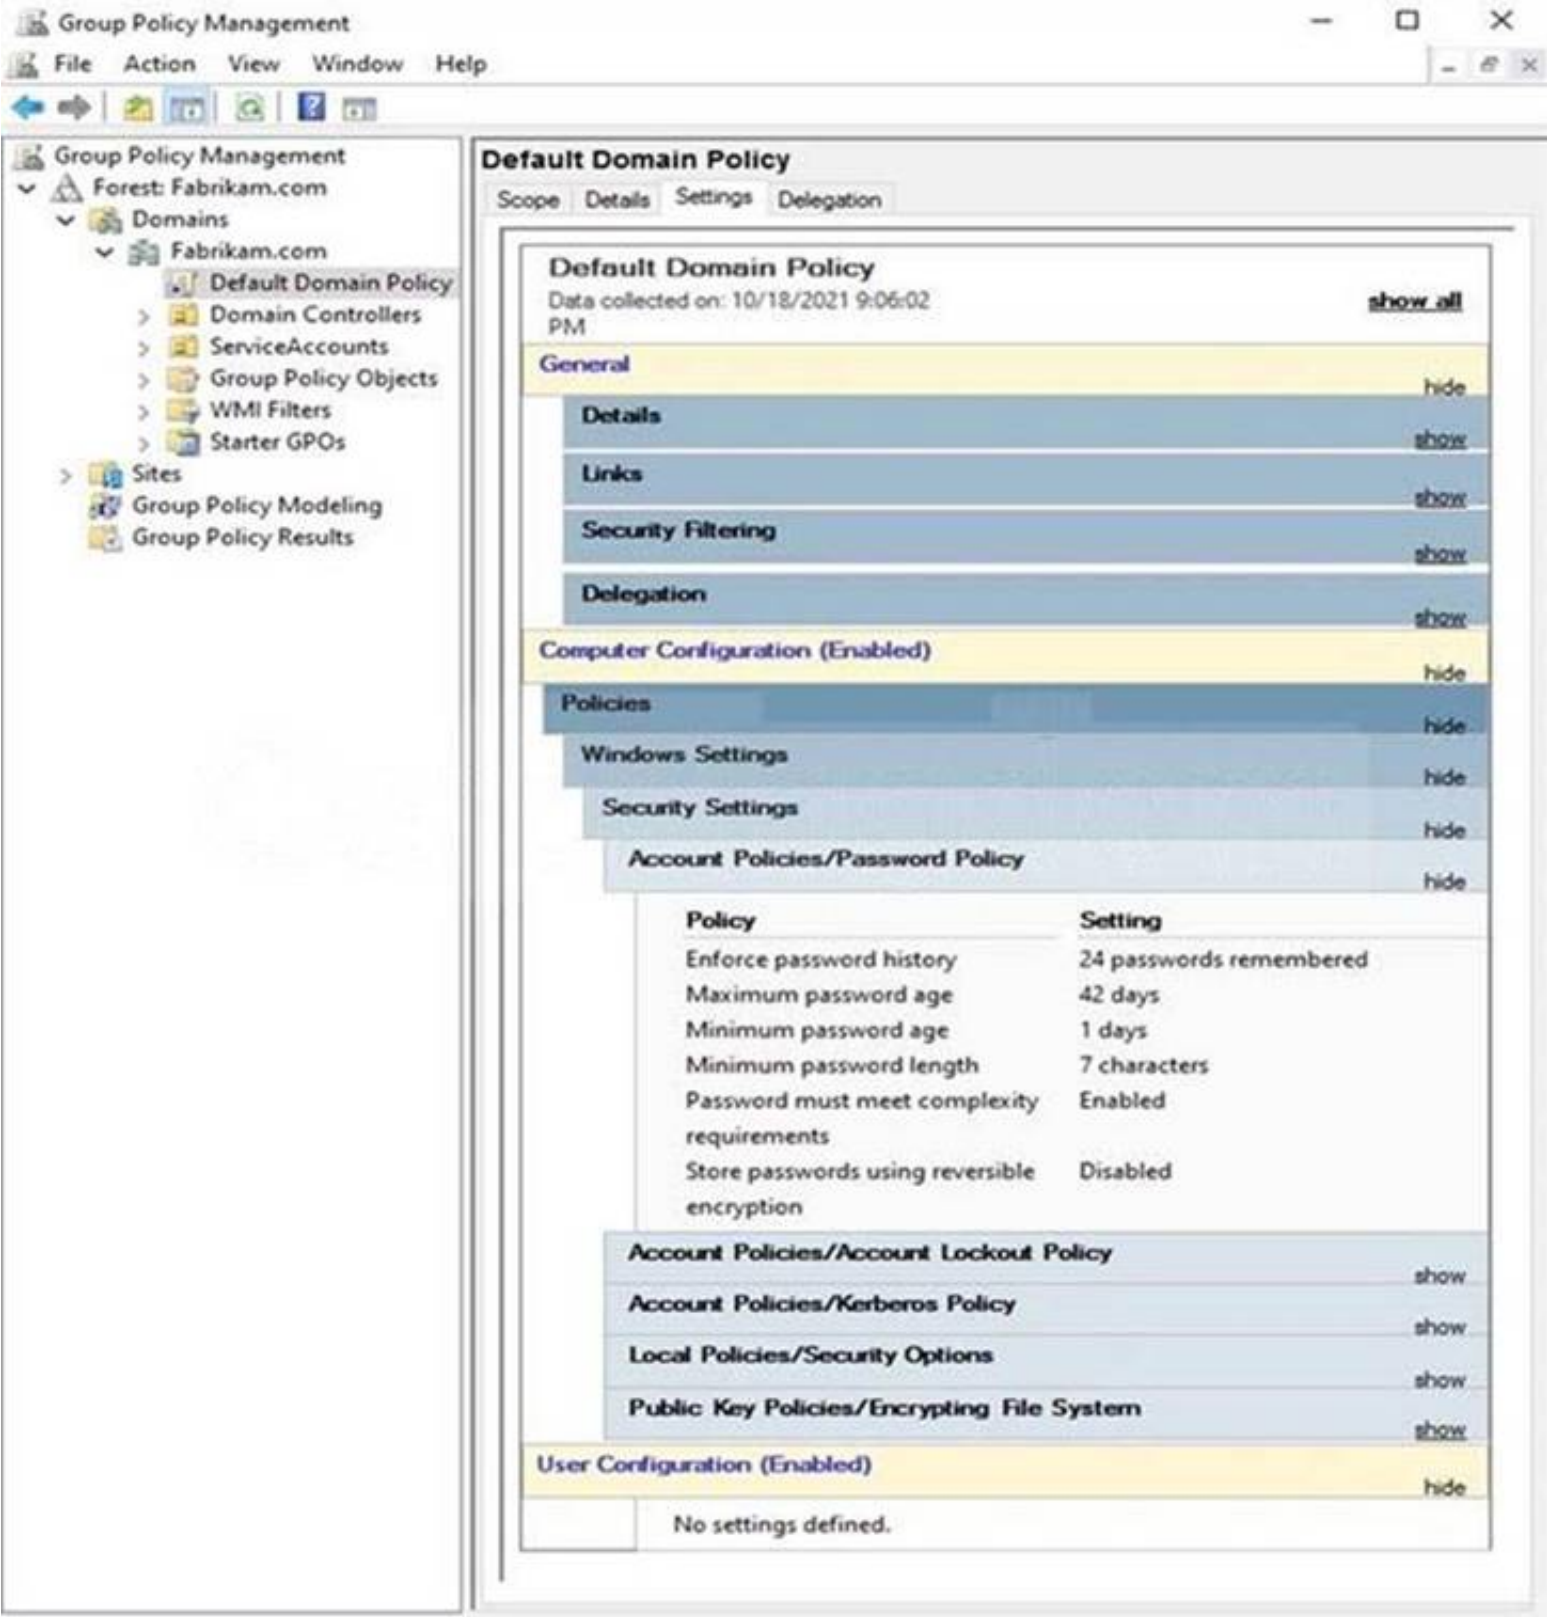 Group Policy Management
File Action View Window Help
Group Policy Management
Forest: Fabrikam.com
Domains
Fabrikam.com
Default Domain Policy
Domain Controllers
ServiceAccounts
Group Policy Objects
WMI Filters
Starter GPOs
Sites
Group Policy Modeling
Group Policy Results
Default Domain Policy
Scope Details Settings Delegation
Default Domain Policy
Data collected on: 10/18/2021 9:06:02
PM
show all
General
hide
Details
show
Links
show
Security Filtering
show
Delegation
show
Computer Configuration (Enabled)
hide
Policies
hide
Windows Settings
hide
Security Settings
hide
Account Policies/Password Policy
hide
Policy Setting
Enforce password history 24 passwords remembered
Maximum password age 42 days
Minimum password age 1 days
Minimum password length 7 characters
Password must meet complexity Enabled
requirements
Store passwords using reversible Disabled
encryption
Account Policies/Account Lockout Policy
show
Account Policies/Kerberos Policy
show
Local Policies/Security Options
show
Public Key Policies/Encrypting File System
show
User Configuration (Enabled)
hide
No settings defined.